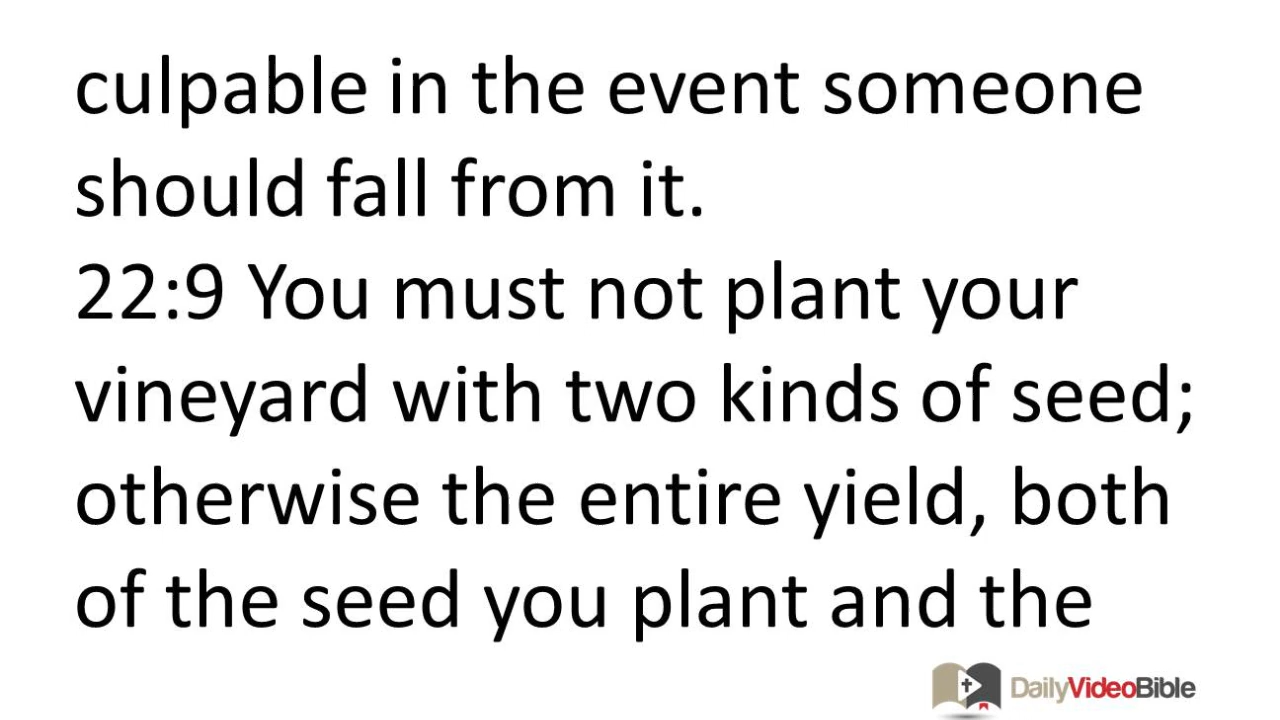 culpable in the event someone
should fall from it.
22:9 You must not plant your
vineyard with two kinds of seed;
otherwise the entire yield, both
of the seed you plant and the
DailyVideoBible